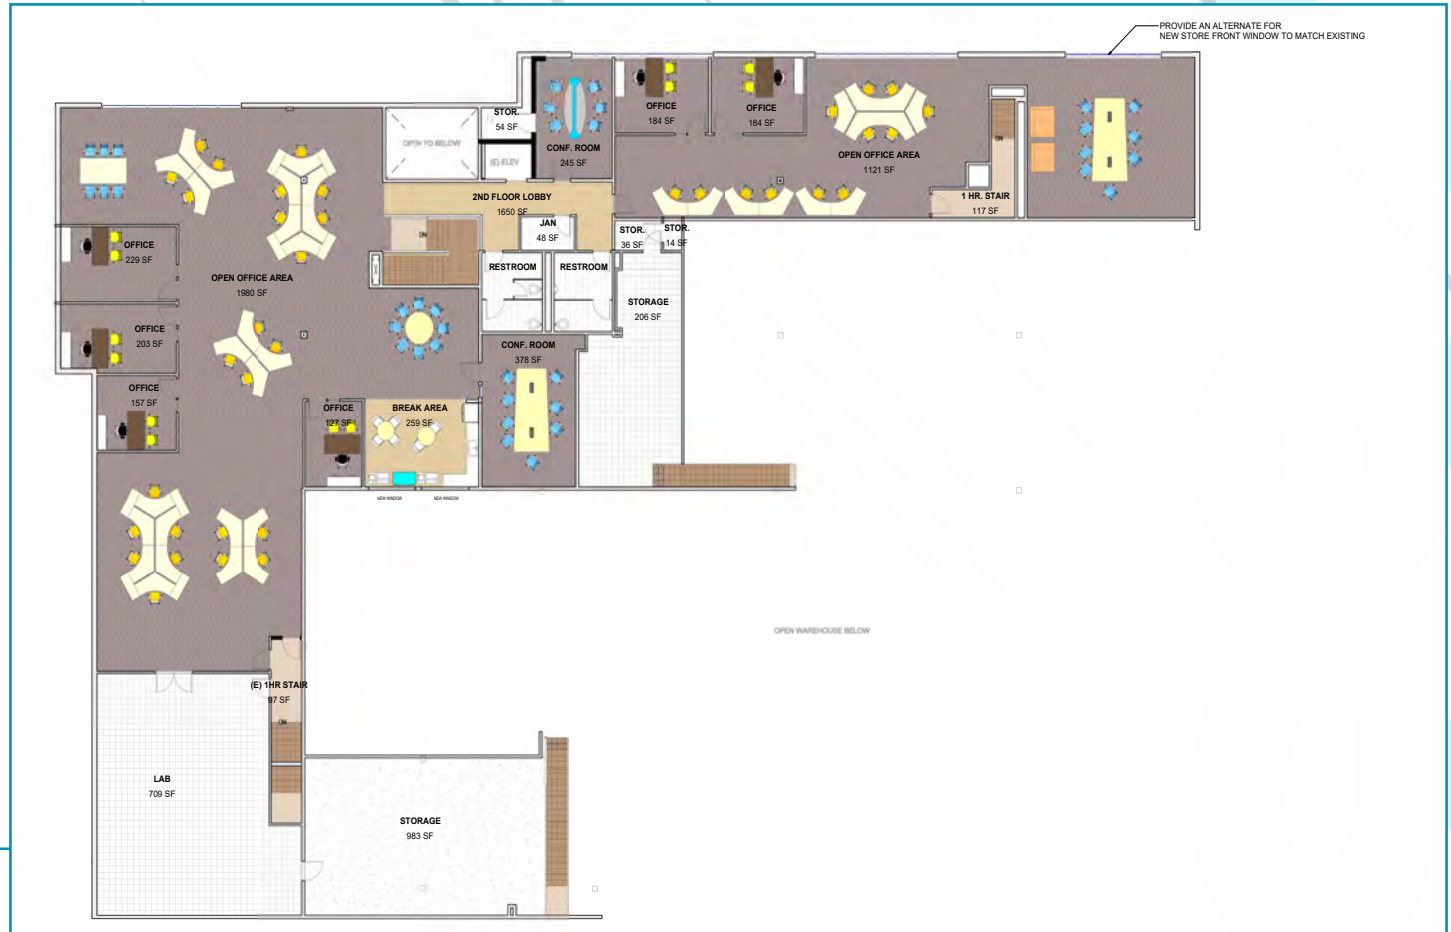 PROVIDE AN ALTERNATE FOR
NEW STORE FRONT WINDOW TO MATCH EXISTING
STOR.
54 SF
OPEN TO BELOW
(E) ELEV
CONF. ROOM
245 SF
OFFICE
184 SF
OFFICE
184 SF
OPEN OFFICE AREA
1121 SF
DN
1 HR. STAIR
117 SF
2ND FLOOR LOBBY
1650 SF
JAN
48 SF
STOR.
36 SF
STOR.
14 SF
DN
RESTROOM
RESTROOM
OFFICE
229 SF
OPEN OFFICE AREA
1980 SF
STORAGE
206 SF
OFFICE
203 SF
CONF. ROOM
378 SF
OFFICE
157 SF
OFFICE
127 SF
BREAK AREA
259 SF
NEW WINDOW
NEW WINDOW
OPEN WAREHOUSE BELOW
(E) 1HR STAIR
97 SF
DN
LAB
709 SF
STORAGE
983 SF